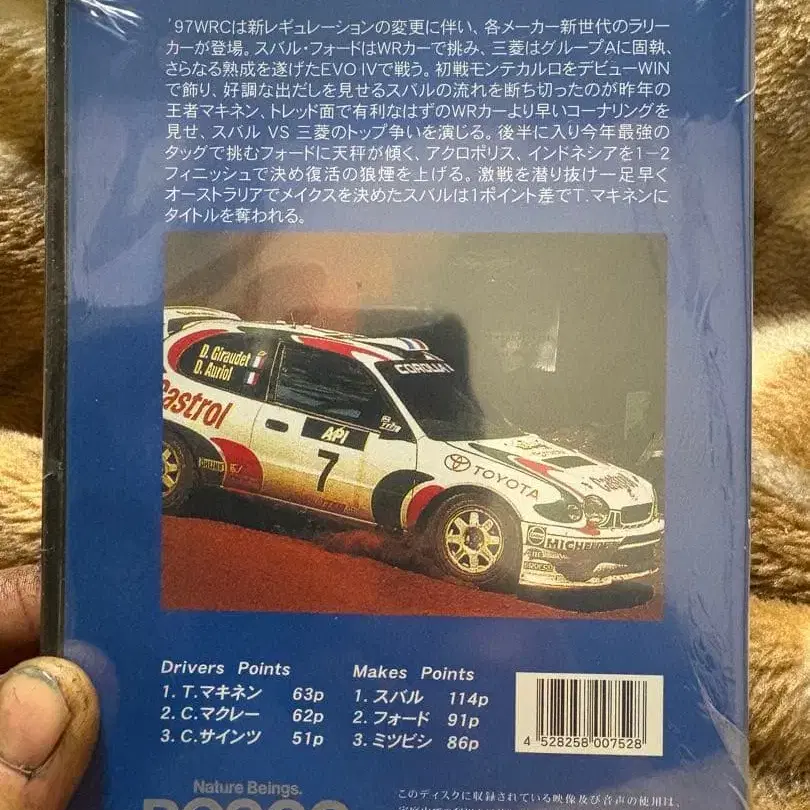 '97WRCは新レギュレーションの変更に伴い、各メーカー新世代のラリー
カーが登場。スバル・フォードはWRカーで挑み、三菱はグループAに固執、
さらなる熟成を遂げたEVO Ⅳで戦う。初戦モンテカルロをデビューWIN
で飾り、好調な出だしを見せるスバルの流れを断ち切ったのが昨年の
王者マキネン、トレッド面で有利なはずのWRカーより早いコーナリングを
見せ、スバル VS 三菱のトップ争いを演じる。後半に入り今年最強の
タッグで挑むフォードに天秤が傾く、アクロポリス、インドネシアを1-2
フィニッシュで決め復活の狼煙を上げる。激戦を潜り抜け一足早く
オーストラリアでメイクスを決めたスバルは1ポイント差でT.マキネンに
タイトルを奪われる。
D. Giraudet
D. Auriol
COROLLA
Castrol
API
7
TOYOTA
Castrol
MICHELIN
Drivers Points
1. T.マキネン 63p
2. C.マクレー 62p
3. C.サインツ 51p
Makes Points
1. スバル 114p
2. フォード 91p
3. ミツビシ 86p
4 528258 007528
Nature Beings.
BOSCO
このディスクに収録されている映像及び音声の使用は、